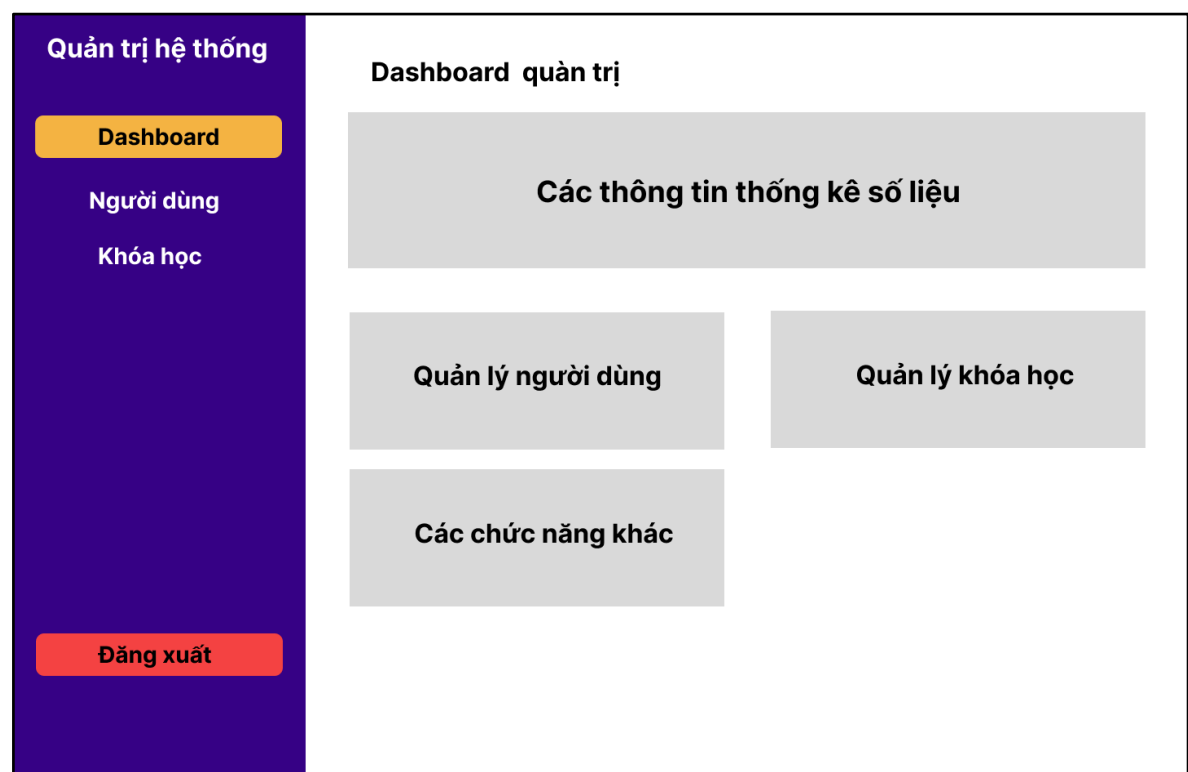 Quản trị hệ thống
Dashboard
Người dùng
Khóa học
Đăng xuất
Dashboard quàn trị
Các thông tin thống kê số liệu
Quản lý người dùng
Quản lý khóa học
Các chức năng khác